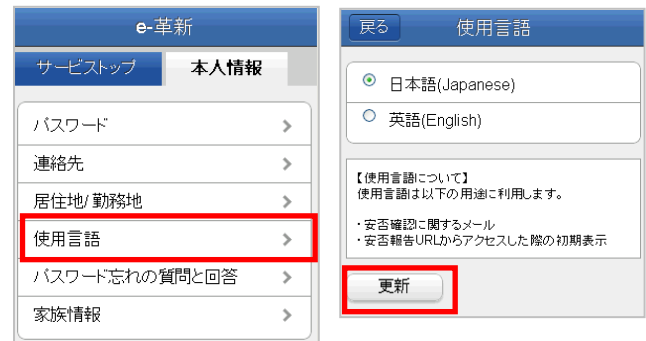 e-革新
サービストップ
本人情報
パスワード
連絡先
居住地/勤務地
使用言語
パスワード忘れの質問と回答
家族情報
戻る
使用言語
日本語(Japanese)
英語(English)
【使用言語について】
使用言語は以下の用途に利用します。
・安否確認に関するメール
・安否報告URLからアクセスした際の初期表示
更新